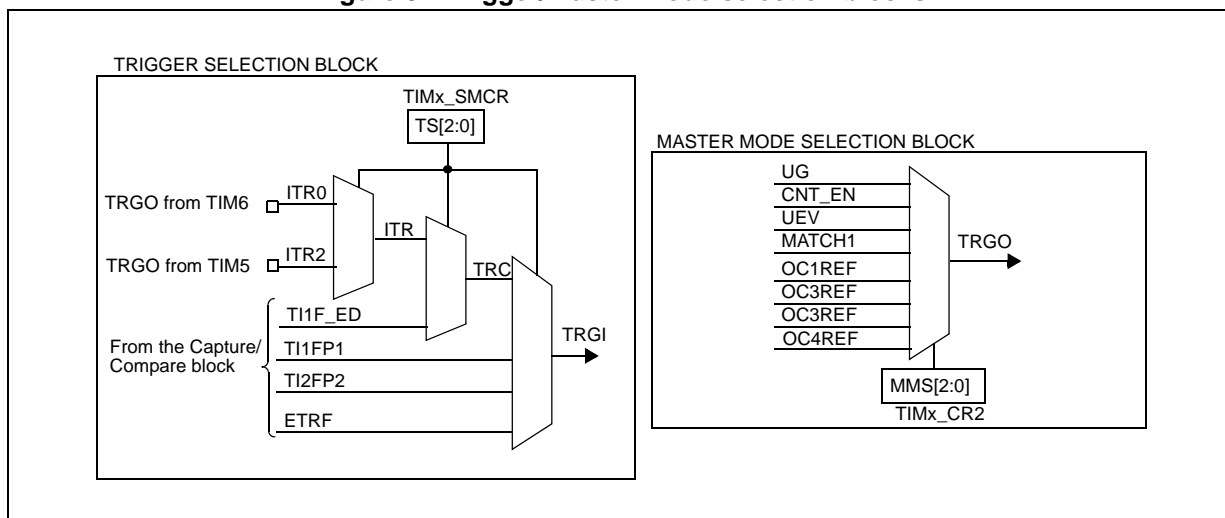 TRIGGER SELECTION BLOCK
TIMx_SMCR
TS[2:0]
TRGO from TIM6
ITR0
ITR
TRGO from TIM5
ITR2
TRC
TI1F_ED
TRGI
From the Capture/
Compare block
TI1FP1
TI2FP2
ETRF
MASTER MODE SELECTION BLOCK
UG
CNT_EN
UEV
MATCH1
TRGO
OC1REF
OC3REF
OC3REF
OC4REF
MMS[2:0]
TIMx_CR2